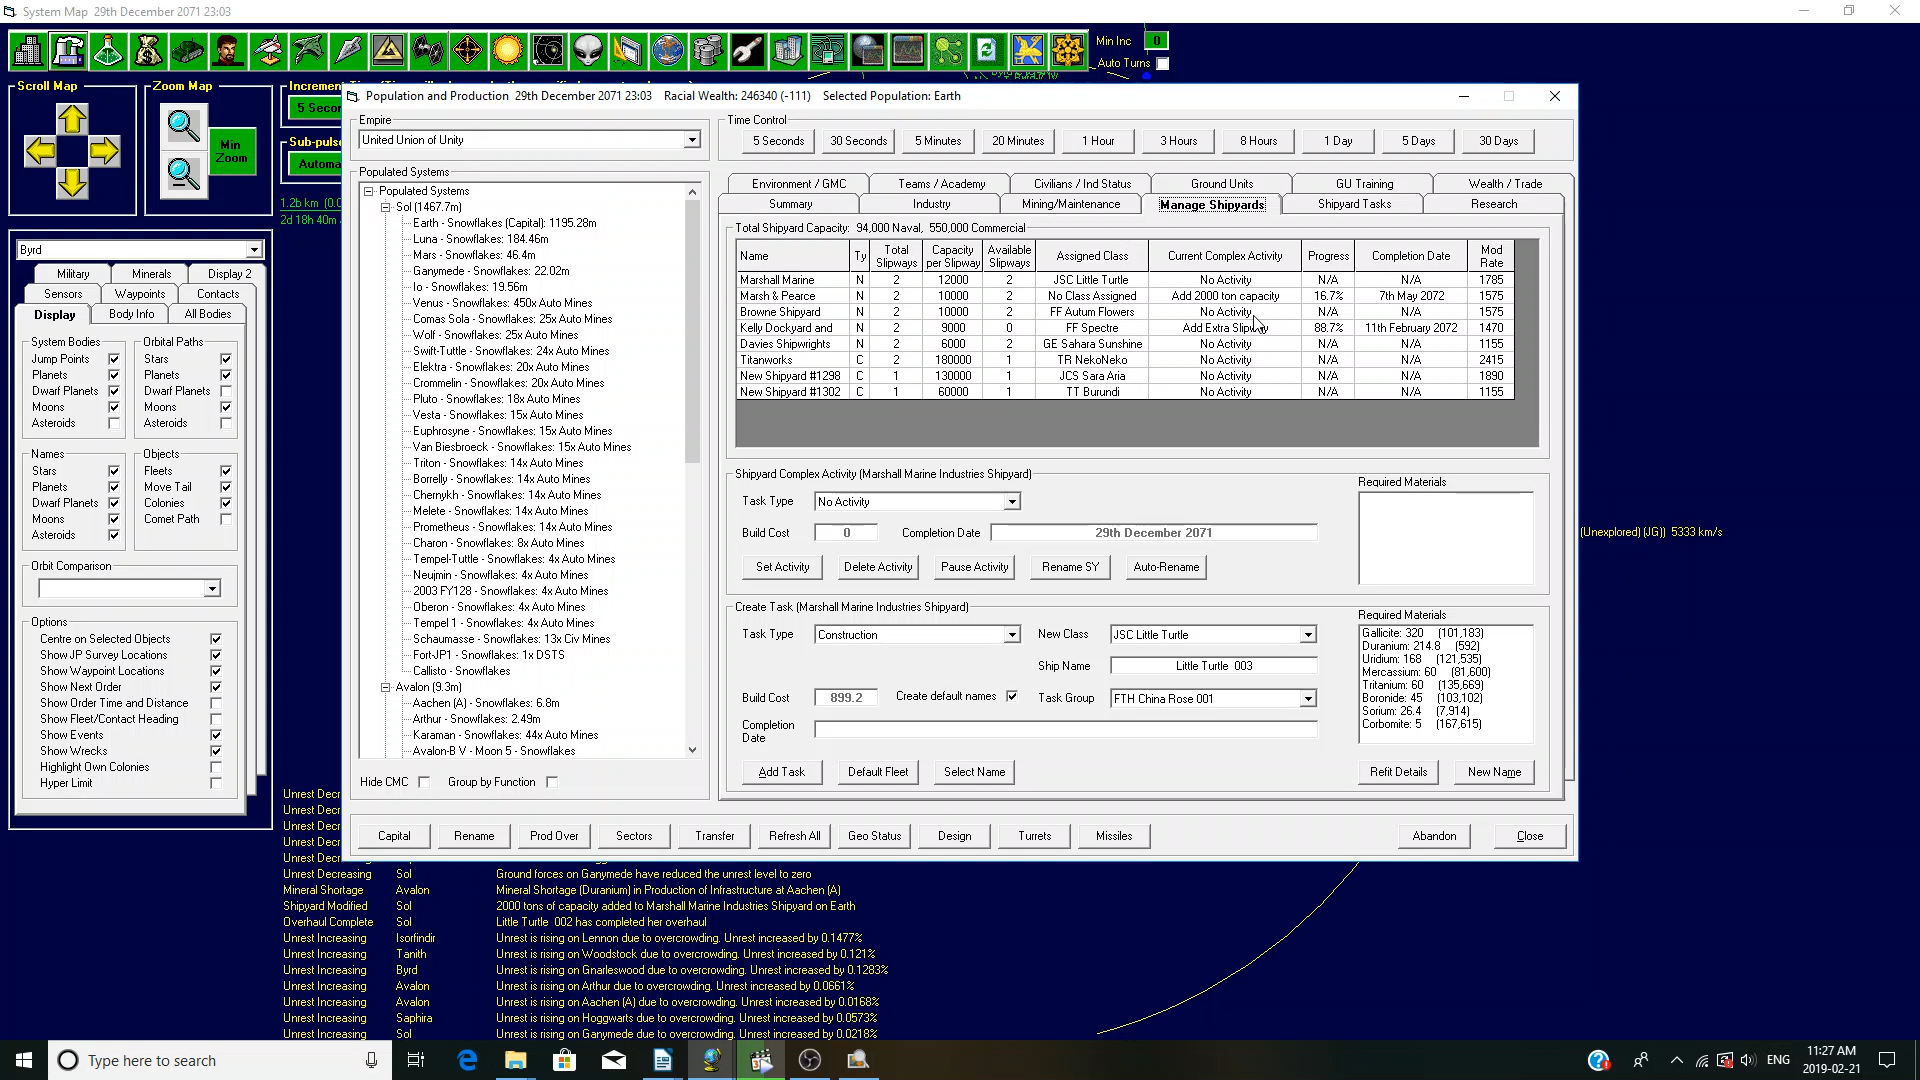 System Map  29th December 2071 23:03
Min Inc  0
Auto Turns
Scroll Map
Zoom Map
Min Zoom
5 Secon
Sub-pulse
Automa
1.2b km
2d 18h 40m
Byrd
Military  Minerals  Display 2
Sensors  Waypoints  Contacts
Display  Body Info  All Bodies
System Bodies  Orbital Paths
Jump Points  Stars
Planets  Planets
Dwarf Planets  Dwarf Planets
Moons  Moons
Asteroids  Asteroids
Names  Objects
Stars  Fleets
Planets  Move Tail
Dwarf Planets  Colonies
Moons  Comet Path
Asteroids
Orbit Comparison
Options
Centre on Selected Objects
Show JP Survey Locations
Show Waypoint Locations
Show Next Order
Show Order Time and Distance
Show Fleet/Contact Heading
Show Events
Show Wrecks
Highlight Own Colonies
Hyper Limit
Population and Production  29th December 2071 23:03  Racial Wealth: 246340 (-111)  Selected Population: Earth
Empire
United Union of Unity
Time Control
5 Seconds  30 Seconds  5 Minutes  20 Minutes  1 Hour  3 Hours  8 Hours  1 Day  5 Days  30 Days
Populated Systems
Populated Systems
Sol (1467.7m)
Earth - Snowflakes (Capital): 1195.28m
Luna - Snowflakes: 184.46m
Mars - Snowflakes: 46.4m
Ganymede - Snowflakes: 22.02m
Io - Snowflakes: 19.56m
Venus - Snowflakes: 450x Auto Mines
Comas Sola - Snowflakes: 25x Auto Mines
Wolf - Snowflakes: 25x Auto Mines
Swift-Tuttle - Snowflakes: 24x Auto Mines
Elektra - Snowflakes: 20x Auto Mines
Crommelin - Snowflakes: 20x Auto Mines
Pluto - Snowflakes: 18x Auto Mines
Vesta - Snowflakes: 15x Auto Mines
Euphrosyne - Snowflakes: 15x Auto Mines
Van Biesbroeck - Snowflakes: 15x Auto Mines
Triton - Snowflakes: 14x Auto Mines
Borrelly - Snowflakes: 14x Auto Mines
Chernykh - Snowflakes: 14x Auto Mines
Melete - Snowflakes: 14x Auto Mines
Prometheus - Snowflakes: 14x Auto Mines
Charon - Snowflakes: 8x Auto Mines
Tempel-Tuttle - Snowflakes: 4x Auto Mines
Neujmin - Snowflakes: 4x Auto Mines
2003 FY128 - Snowflakes: 4x Auto Mines
Oberon - Snowflakes: 4x Auto Mines
Tempel 1 - Snowflakes: 4x Auto Mines
Schaumasse - Snowflakes: 13x Civ Mines
Fort-JP1 - Snowflakes: 1x DSTS
Callisto - Snowflakes
Avalon (9.3m)
Aachen (A) - Snowflakes: 6.8m
Arthur - Snowflakes: 2.49m
Karaman - Snowflakes: 44x Auto Mines
Avalon-B V - Moon 5 - Snowflakes
Hide CMC  Group by Function
Environment / GMC  Teams / Academy  Civilians / Ind Status  Ground Units  GU Training  Wealth / Trade
Summary  Industry  Mining/Maintenance  Manage Shipyards  Shipyard Tasks  Research
Total Shipyard Capacity:  94,000 Naval,  550,000 Commercial
Name  Ty  Total Slipways  Capacity per Slipway  Available Slipways  Assigned Class  Current Complex Activity  Progress  Completion Date  Mod Rate
Marshall Marine  N  2  12000  2  JSC Little Turtle  No Activity  N/A  N/A  1785
Marsh & Pearce  N  2  10000  2  No Class Assigned  Add 2000 ton capacity  16.7%  7th May 2072  1575
Browne Shipyard  N  2  10000  2  FF Autum Flowers  No Activity  N/A  N/A  1575
Kelly Dockyard and  N  2  9000  0  FF Spectre  Add Extra Slipway  88.7%  11th February 2072  1470
Davies Shipwrights  N  2  6000  2  GE Sahara Sunshine  No Activity  N/A  N/A  1155
Titanworks  C  2  180000  1  TR NekoNeko  No Activity  N/A  N/A  2415
New Shipyard #1298  C  1  130000  1  JCS Sara Aria  No Activity  N/A  N/A  1890
New Shipyard #1302  C  1  60000  1  TT Burundi  No Activity  N/A  N/A  1155
Shipyard Complex Activity (Marshall Marine Industries Shipyard)
Required Materials
Task Type  No Activity
Build Cost  0  Completion Date  29th December 2071
Set Activity  Delete Activity  Pause Activity  Rename SY  Auto-Rename
Create Task (Marshall Marine Industries Shipyard)
Task Type  Construction  New Class  JSC Little Turtle
Ship Name  Little Turtle  003
Build Cost  899.2  Create default names  Task Group  FTH China Rose 001
Completion Date
Required Materials
Gallicite: 320  (101,183)
Duranium: 214.8  (592)
Uridium: 168  (121,535)
Mercassium: 60  (81,600)
Tritanium: 60  (135,669)
Boronide: 45  (103,102)
Sorium: 26.4  (7,914)
Corbomite: 5  (167,615)
Add Task  Default Fleet  Select Name  Refit Details  New Name
Capital  Rename  Prod Over  Sectors  Transfer  Refresh All  Geo Status  Design  Turrets  Missiles  Abandon  Close
(Unexplored) (JG))  5333 km/s
Unrest Decr
Unrest Decr
Unrest Decr
Unrest Decr
Unrest Decr
Unrest Decreasing  Sol  Ground forces on Ganymede have reduced the unrest level to zero
Mineral Shortage  Avalon  Mineral Shortage (Duranium) in Production of Infrastructure at Aachen (A)
Shipyard Modified  Sol  2000 tons of capacity added to Marshall Marine Industries Shipyard on Earth
Overhaul Complete  Sol  Little Turtle  002 has completed her overhaul
Unrest Increasing  Isorfindir  Unrest is rising on Lennon due to overcrowding. Unrest increased by 0.1477%
Unrest Increasing  Tanith  Unrest is rising on Woodstock due to overcrowding. Unrest increased by 0.121%
Unrest Increasing  Byrd  Unrest is rising on Gnarleswood due to overcrowding. Unrest increased by 0.1283%
Unrest Increasing  Avalon  Unrest is rising on Arthur due to overcrowding. Unrest increased by 0.0661%
Unrest Increasing  Avalon  Unrest is rising on Aachen (A) due to overcrowding. Unrest increased by 0.0168%
Unrest Increasing  Saphira  Unrest is rising on Hoggwarts due to overcrowding. Unrest increased by 0.0573%
Unrest Increasing  Sol  Unrest is rising on Ganymede due to overcrowding. Unrest increased by 0.0218%
Type here to search
ENG
11:27 AM
2019-02-21